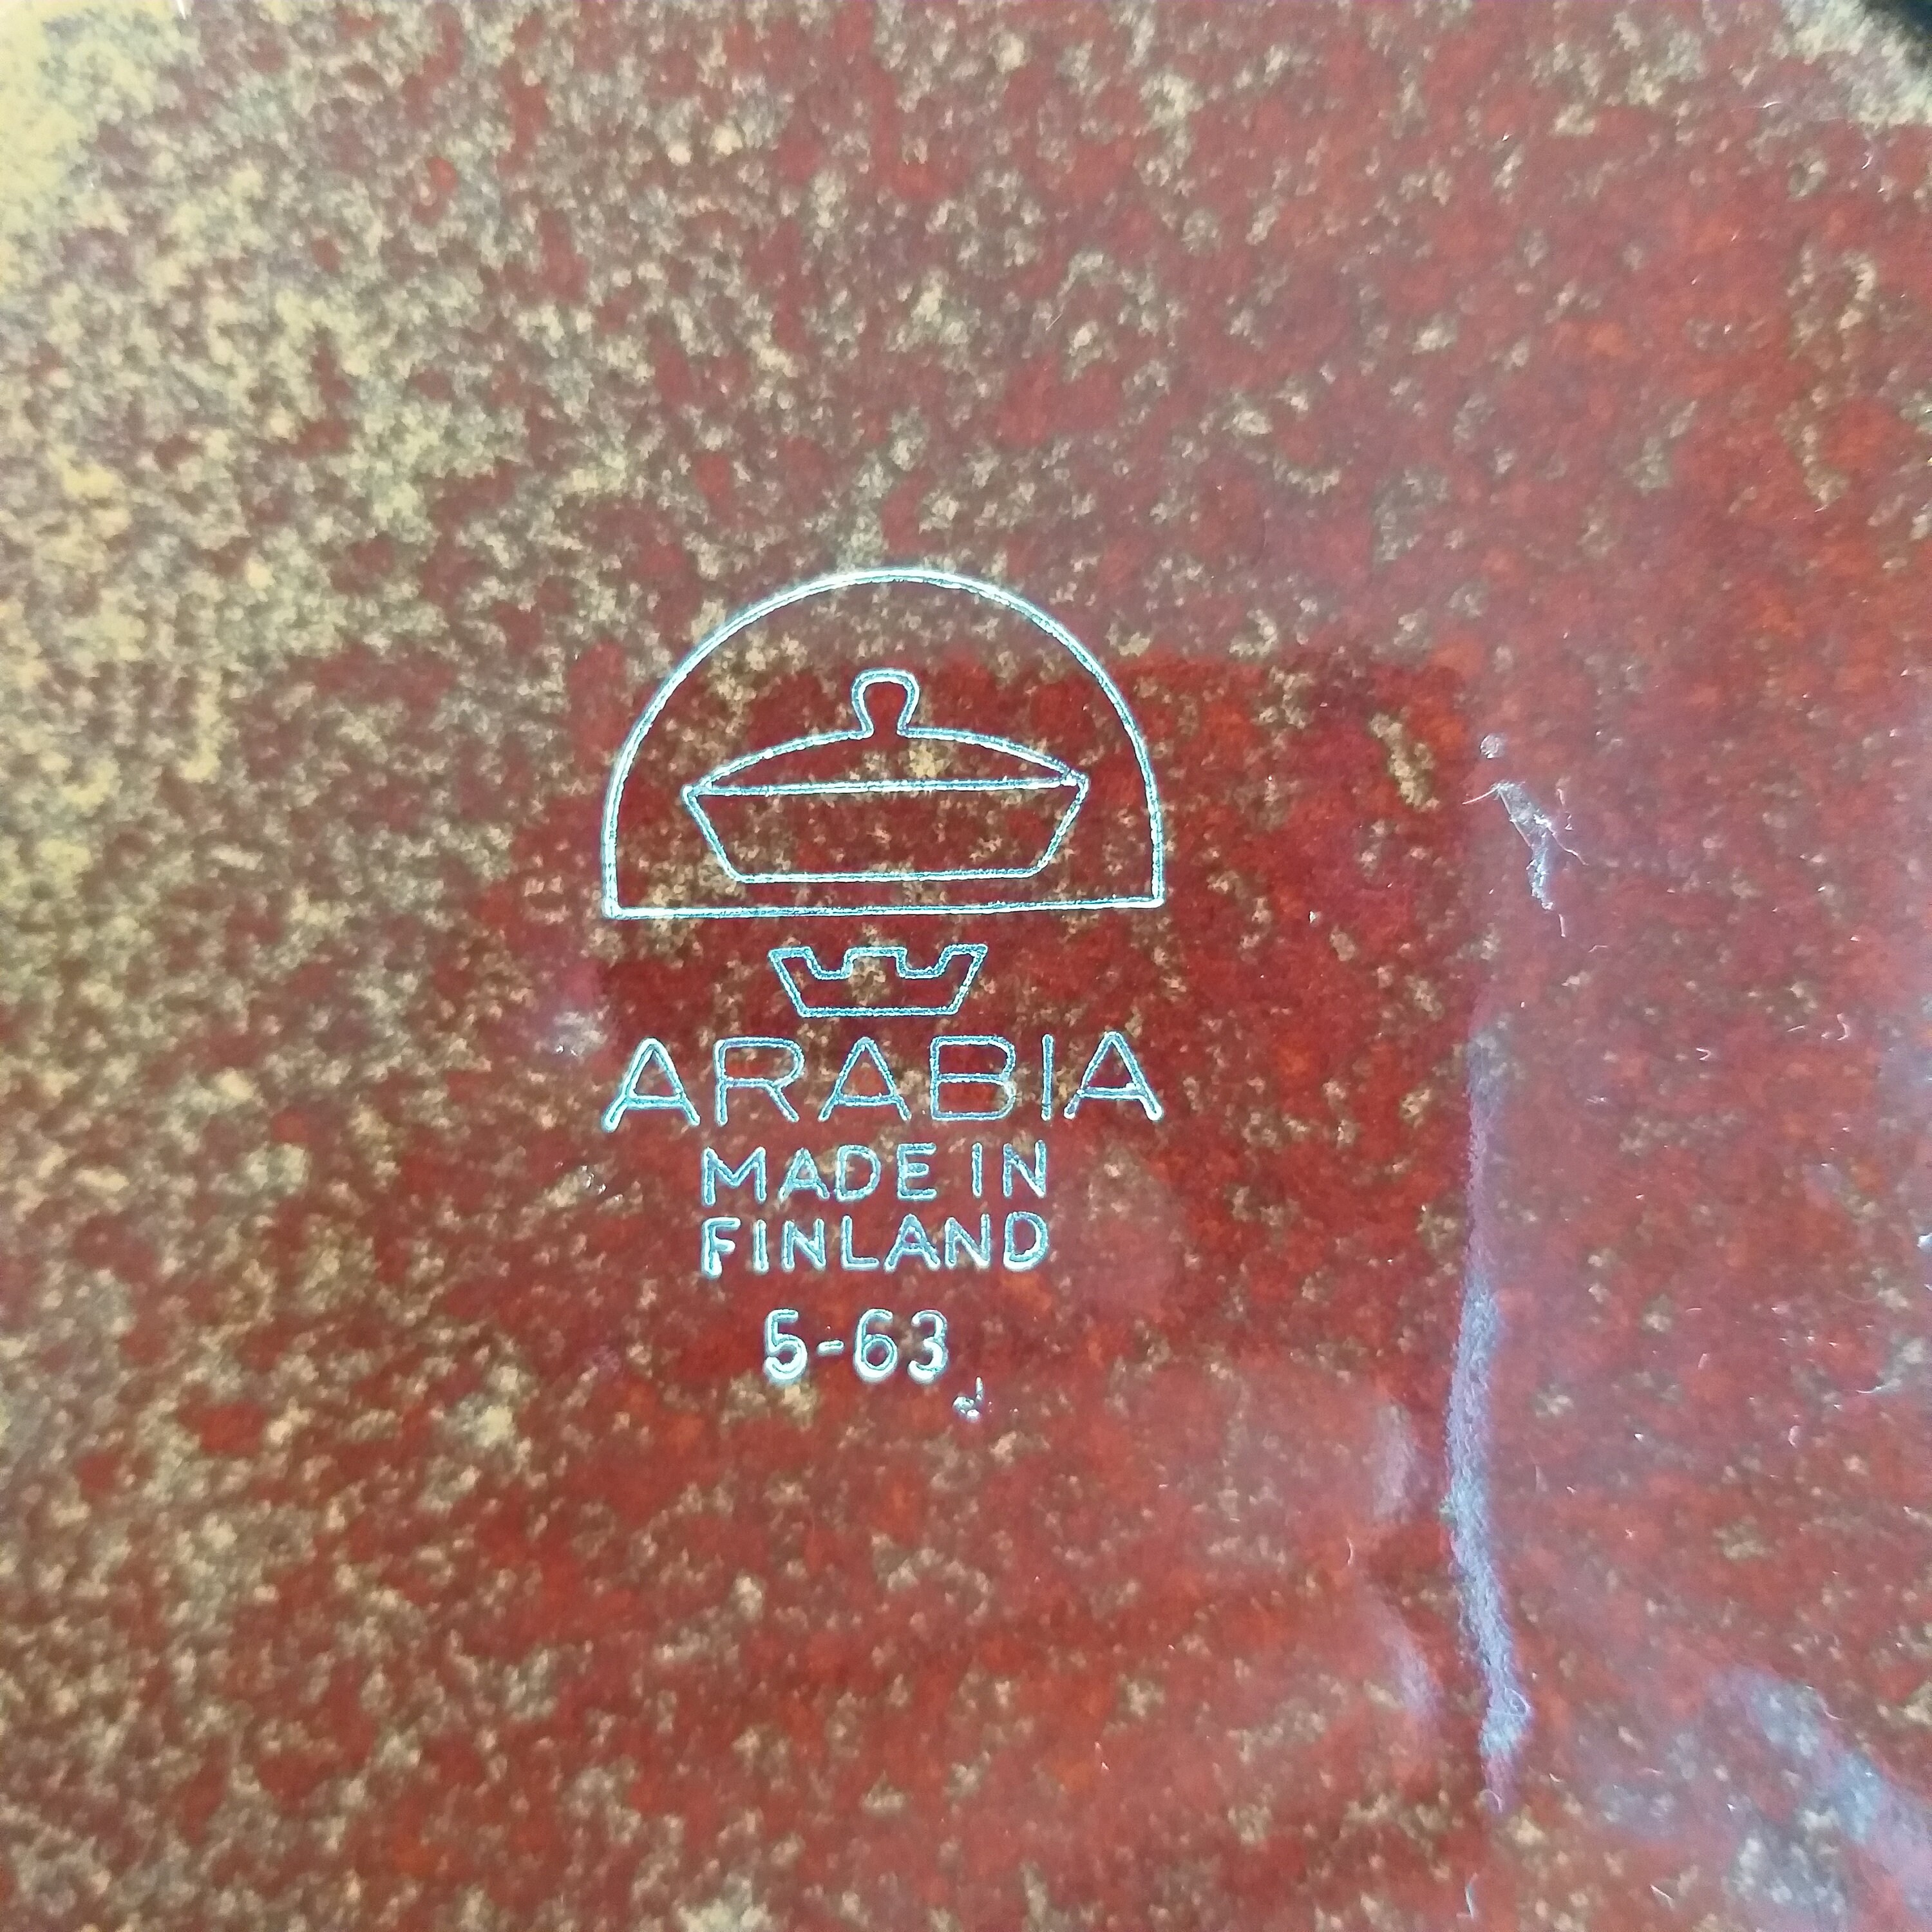 ARABIA
MADE IN
FINLAND
5-63